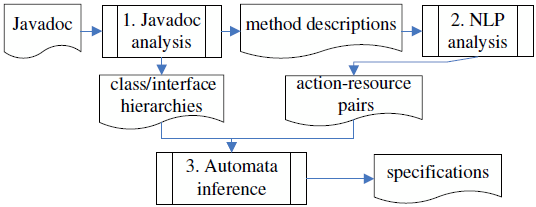 Javadoc
1. Javadoc
analysis
method descriptions
2. NLP
analysis
class/interface
hierarchies
action-resource
pairs
3. Automata
inference
specifications